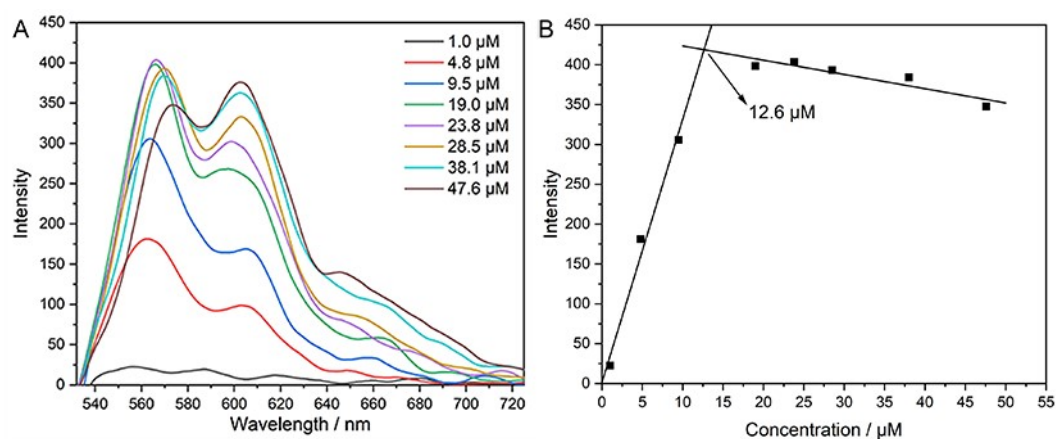 A
450
400
350
300
250
200
150
100
50
0
Intensity
540 560 580 600 620 640 660 680 700 720
Wavelength / nm
1.0 μM
4.8 μM
9.5 μM
19.0 μM
23.8 μM
28.5 μM
38.1 μM
47.6 μM
B
450
400
350
300
250
200
150
100
50
0
Intensity
12.6 μM
0 5 10 15 20 25 30 35 40 45 50 55
Concentration / μM